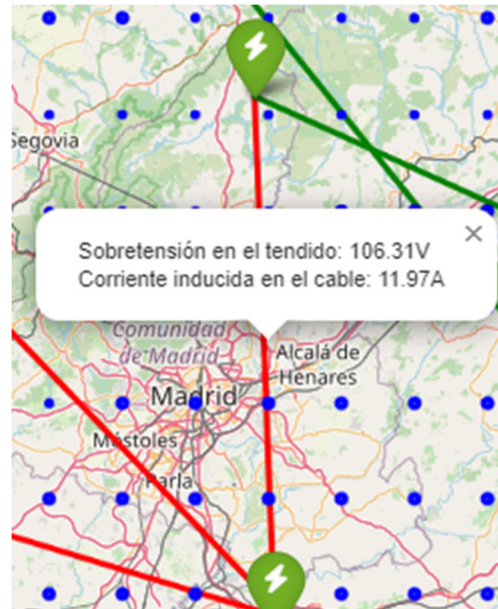 Segovia
Sobretensión en el tendido: 106.31V
Corriente inducida en el cable: 11.97A
Comunidad
de Madrid
Alcalá de
Henares
Madrid
Móstoles
Parla